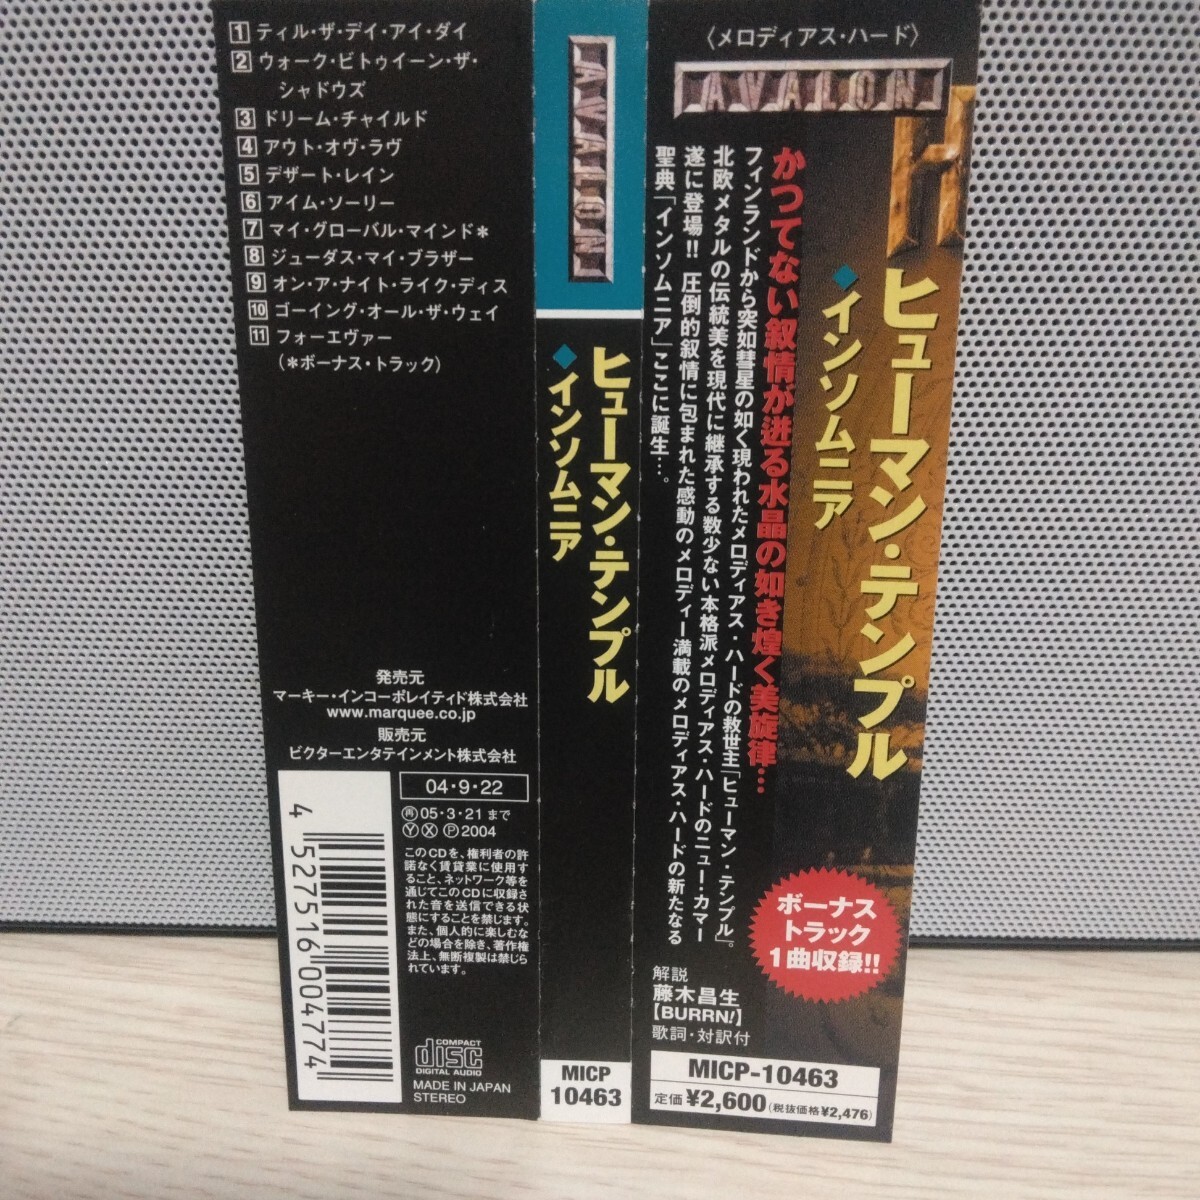 1 ティル・ザ・デイ・アイ・ダイ
2 ウォーク・ビトゥイーン・ザ・
シャドウズ
3 ドリーム・チャイルド
4 アウト・オヴ・ラヴ
5 デザート・レイン
6 アイム・ソーリー
7 マイ・グローバル・マインド*
8 ジューダス・マイ・ブラザー
9 オン・ア・ナイト・ライク・ディス
10 ゴーイング・オール・ザ・ウェイ
11 フォーエヴァー
(*ボーナス・トラック)
発売元
マーキー・インコーポレイティド株式会社
www.marquee.co.jp
販売元
ビクターエンタテインメント株式会社
4 527516 004774
04・9・22
再05・3・21まで
Ⓨ Ⓧ Ⓟ 2004
このCDを、権利者の許
諾なく賃貸業に使用す
ること、ネットワーク等を
通じてこのCDに収録さ
れた音を送信できる状
態にすることを禁じます。
また、個人的に楽しむな
どの場合を除き、著作権
法上、無断複製は禁じら
れています。
COMPACT
disc
DIGITAL AUDIO
MADE IN JAPAN
STEREO
AVALON
ヒューマン・テンプル
◆インソムニア
MICP
10463
〈メロディアス・ハード〉
AVALON
H
ヒューマン・テンプル
◆インソムニア
かつてない叙情が迸る水晶の如き煌く美旋律…
フィンランドから突如彗星の如く現われたメロディアス・ハードの救世主「ヒューマン・テンプル」。
北欧メタルの伝統美を現代に継承する数少ない本格派メロディアス・ハードのニュー・カマー
遂に登場!! 圧倒的叙情に包まれた感動のメロディー満載のメロディアス・ハードの新たなる
聖典「インソムニア」ここに誕生…。
ボーナス
トラック
1曲収録!!
解説
藤木昌生
【BURRN!】
歌詞・対訳付
MICP-10463
定価 ¥2,600 (税抜価格¥2,476)